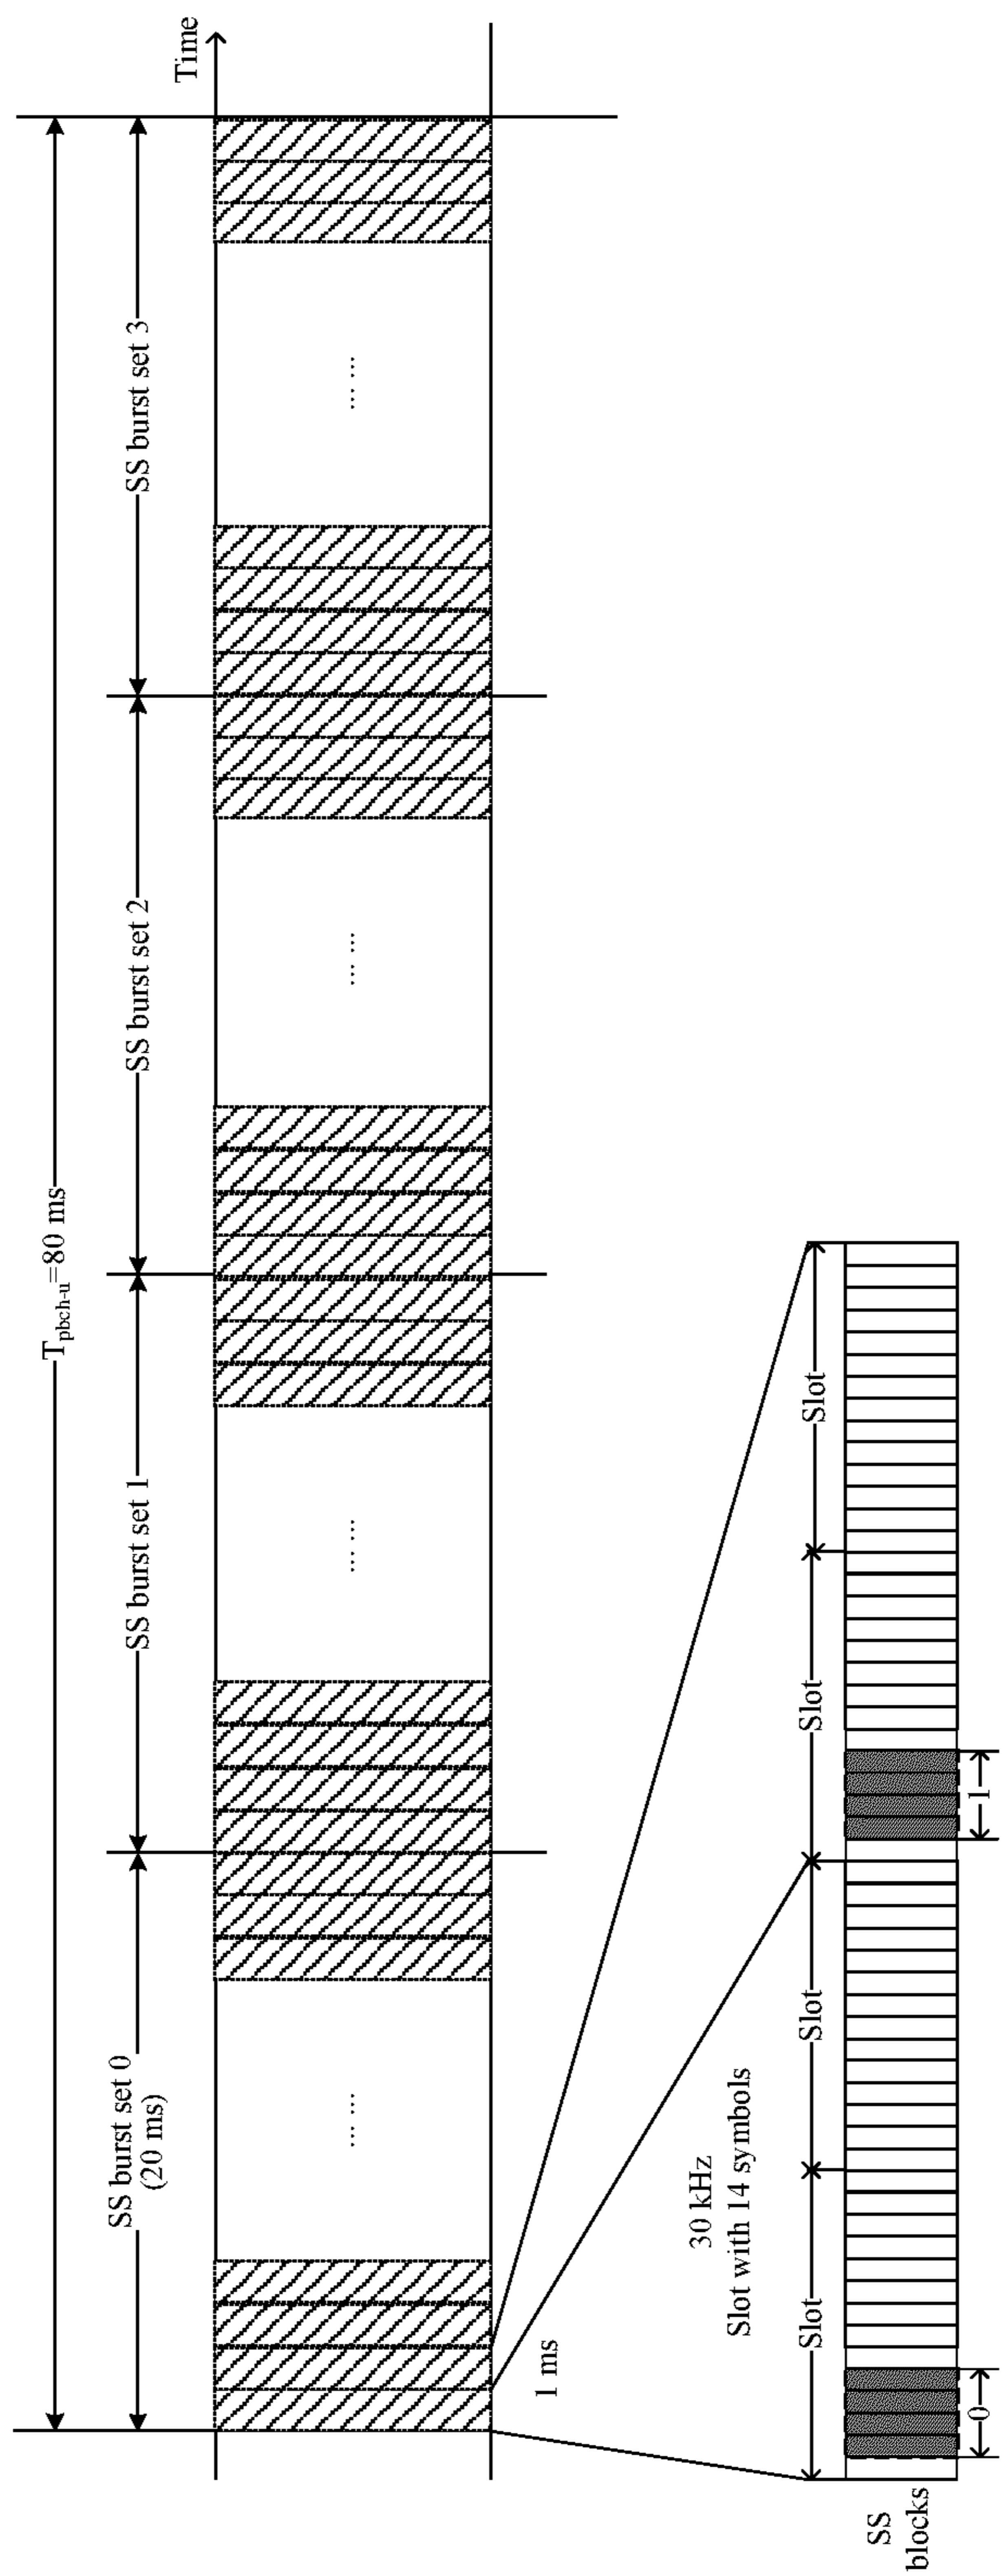 T_pbch-u=80 ms
SS burst set 0
(20 ms)
SS burst set 1
SS burst set 2
SS burst set 3
Time
......
......
......
......
1 ms
30 kHz
Slot with 14 symbols
Slot
Slot
Slot
Slot
SS
blocks
0
1